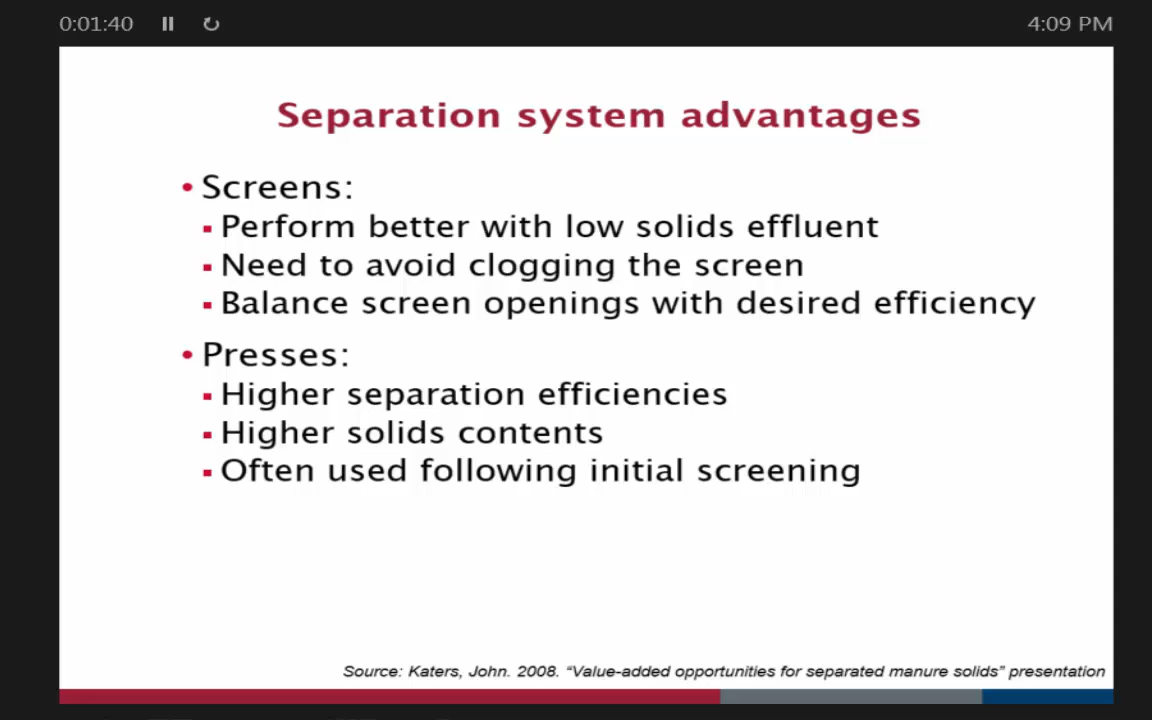 0:01:40
4:09 PM
Separation system advantages
• Screens:
▪ Perform better with low solids effluent
▪ Need to avoid clogging the screen
▪ Balance screen openings with desired efficiency
• Presses:
▪ Higher separation efficiencies
▪ Higher solids contents
▪ Often used following initial screening
Source: Katers, John. 2008. “Value-added opportunities for separated manure solids” presentation